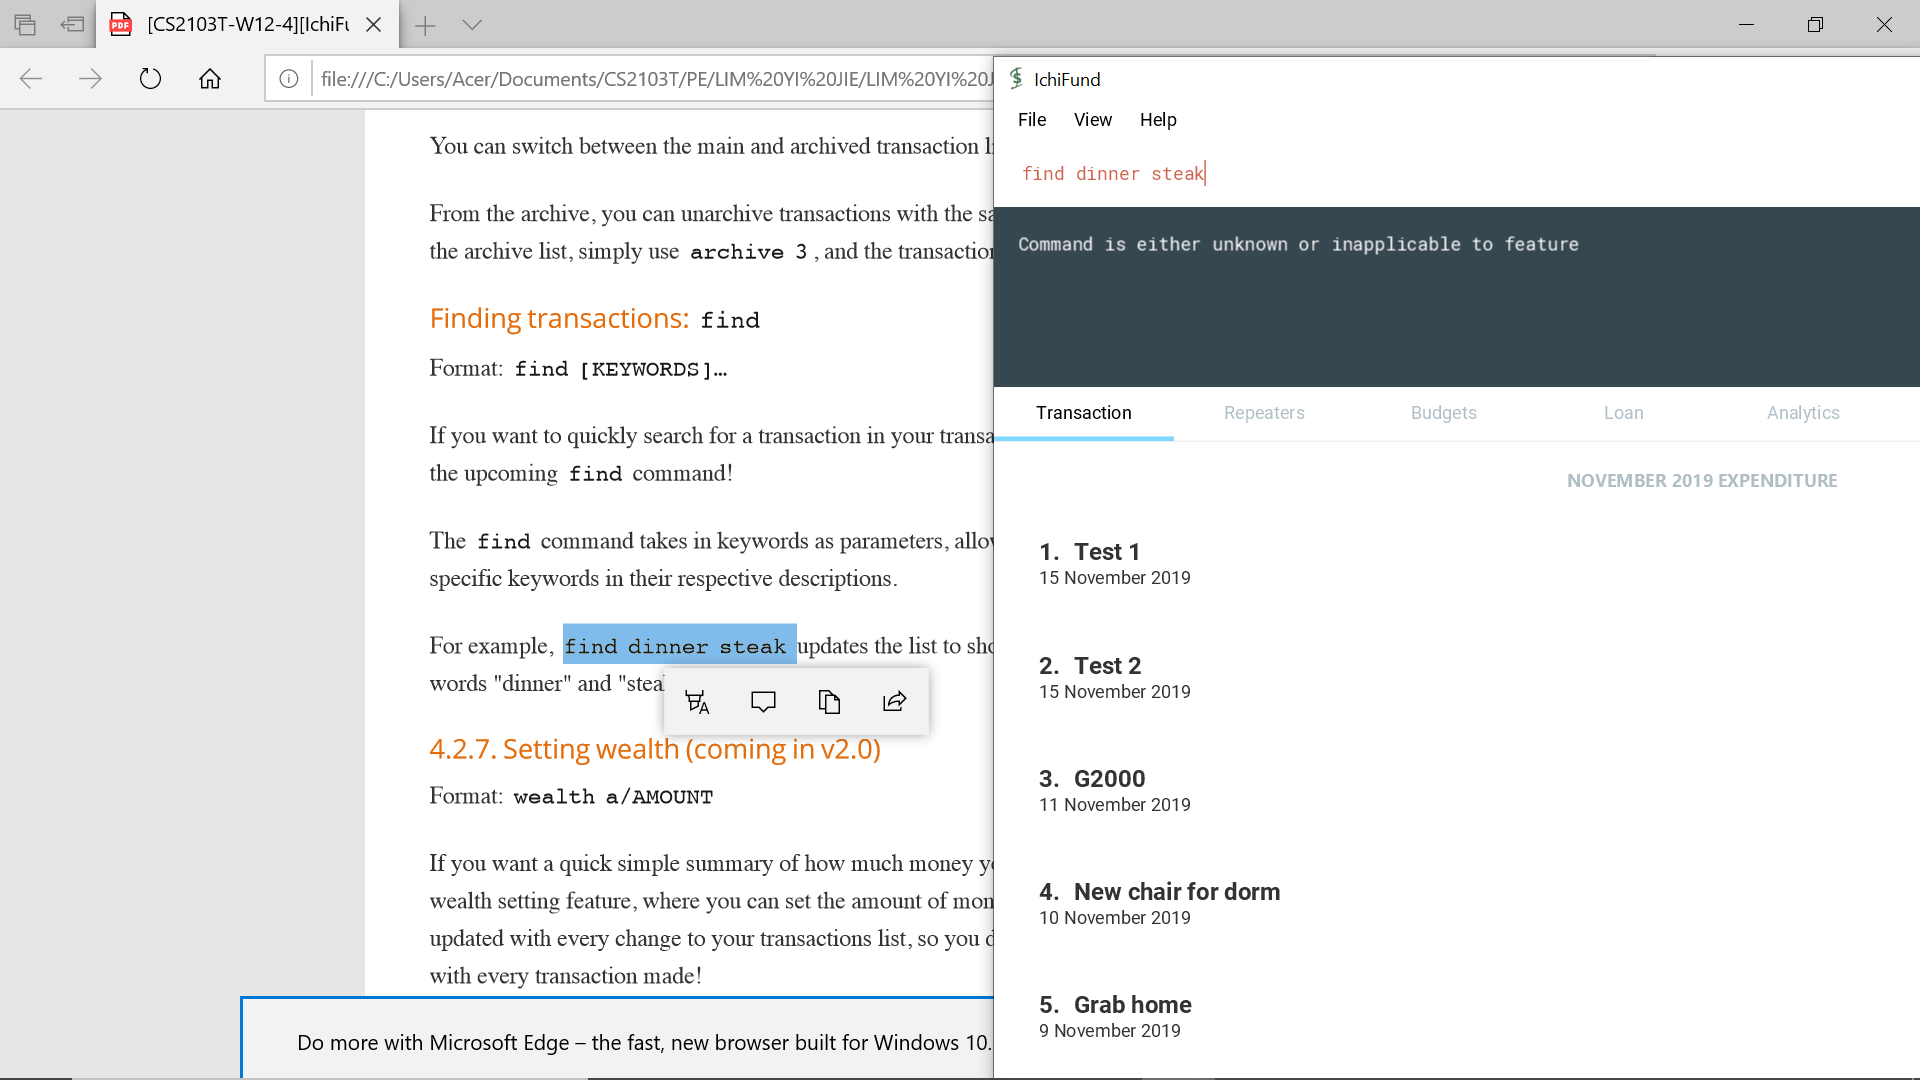 [CS2103T-W12-4][IchiFu
file:///C:/Users/Acer/Documents/CS2103T/PE/LIM%20YI%20JIE/LIM%20YI%20J
You can switch between the main and archived transaction li
From the archive, you can unarchive transactions with the sa
the archive list, simply use archive 3 , and the transaction
Finding transactions: find
Format: find [KEYWORDS]…
If you want to quickly search for a transaction in your transa
the upcoming find command!
The find command takes in keywords as parameters, allow
specific keywords in their respective descriptions.
For example, find dinner steak updates the list to sho
words "dinner" and "steak
4.2.7. Setting wealth (coming in v2.0)
Format: wealth a/AMOUNT
If you want a quick simple summary of how much money yo
wealth setting feature, where you can set the amount of mon
updated with every change to your transactions list, so you d
with every transaction made!
Do more with Microsoft Edge – the fast, new browser built for Windows 10.
IchiFund
File View Help
find dinner steak
Command is either unknown or inapplicable to feature
Transaction Repeaters Budgets Loan Analytics
NOVEMBER 2019 EXPENDITURE
1. Test 1
15 November 2019
2. Test 2
15 November 2019
3. G2000
11 November 2019
4. New chair for dorm
10 November 2019
5. Grab home
9 November 2019